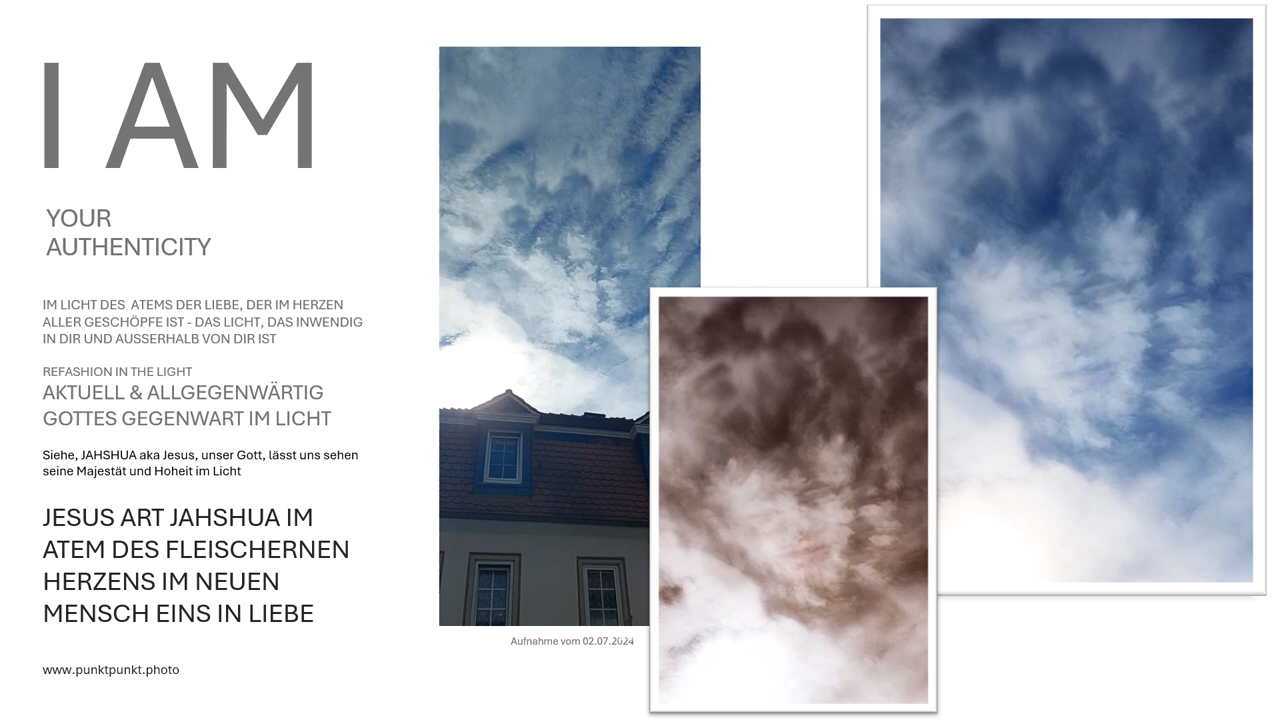 I AM
YOUR
AUTHENTICITY
IM LICHT DES ATEMS DER LIEBE, DER IM HERZEN
ALLER GESCHÖPFE IST - DAS LICHT, DAS INWENDIG
IN DIR UND AUSSERHALB VON DIR IST
REFASHION IN THE LIGHT
AKTUELL & ALLGEGENWÄRTIG
GOTTES GEGENWART IM LICHT
Siehe, JAHSHUA aka Jesus, unser Gott, lässt uns sehen
seine Majestät und Hoheit im Licht
JESUS ART JAHSHUA IM
ATEM DES FLEISCHERNEN
HERZENS IM NEUEN
MENSCH EINS IN LIEBE
www.punktpunkt.photo
Aufnahme vom 02.07.2024